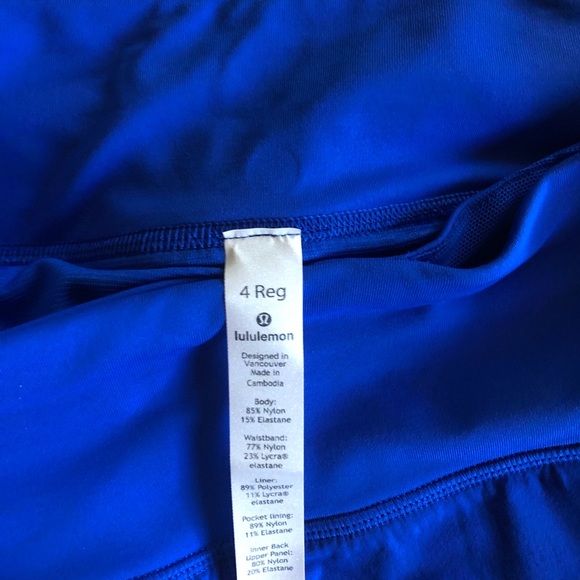 4 Reg
lululemon
Designed in
Vancouver
Made in
Cambodia
Body:
85% Nylon
15% Elastane
Waistband:
77% Nylon
23% Lycra®
elastane
Liner:
89% Polyester
11% Lycra®
elastane
Pocket lining:
89% Nylon
11% Elastane
Inner Back
Upper Panel:
80% Nylon
20% Elastane